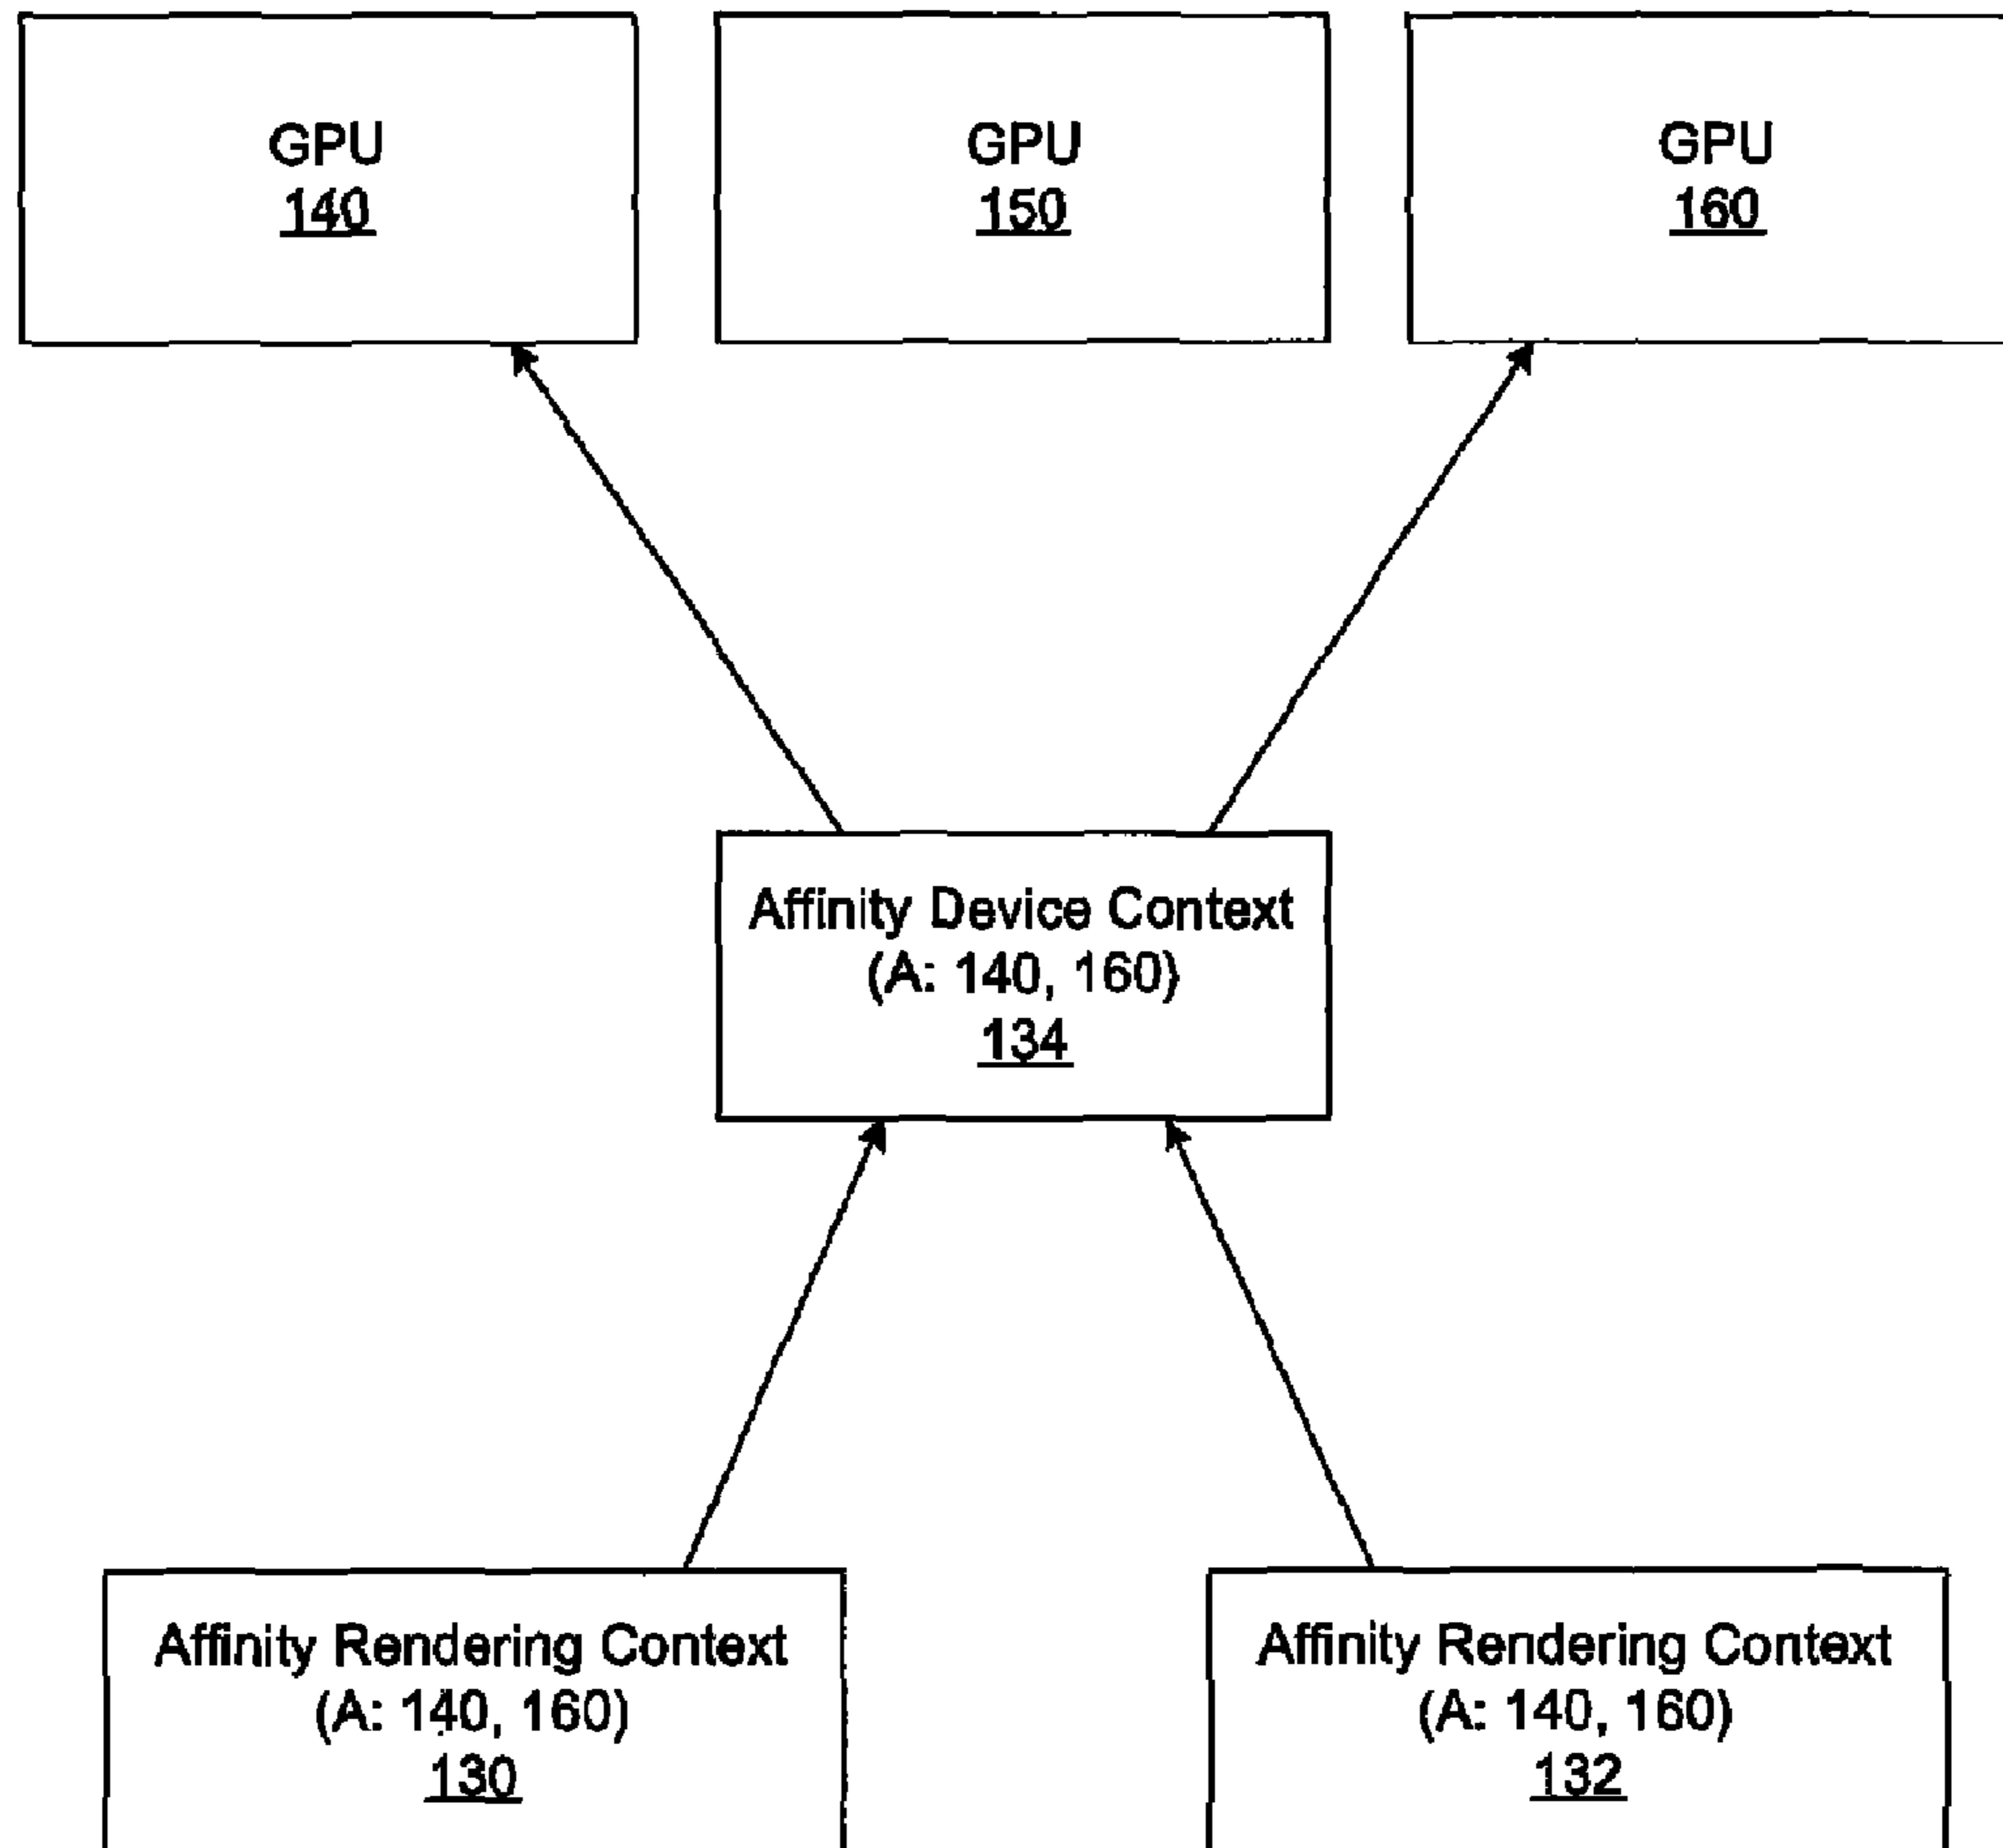 GPU
140
GPU
150
GPU
160
Affinity Device Context
(A: 140, 160)
134
Affinity Rendering Context
(A: 140, 160)
130
Affinity Rendering Context
(A: 140, 160)
132